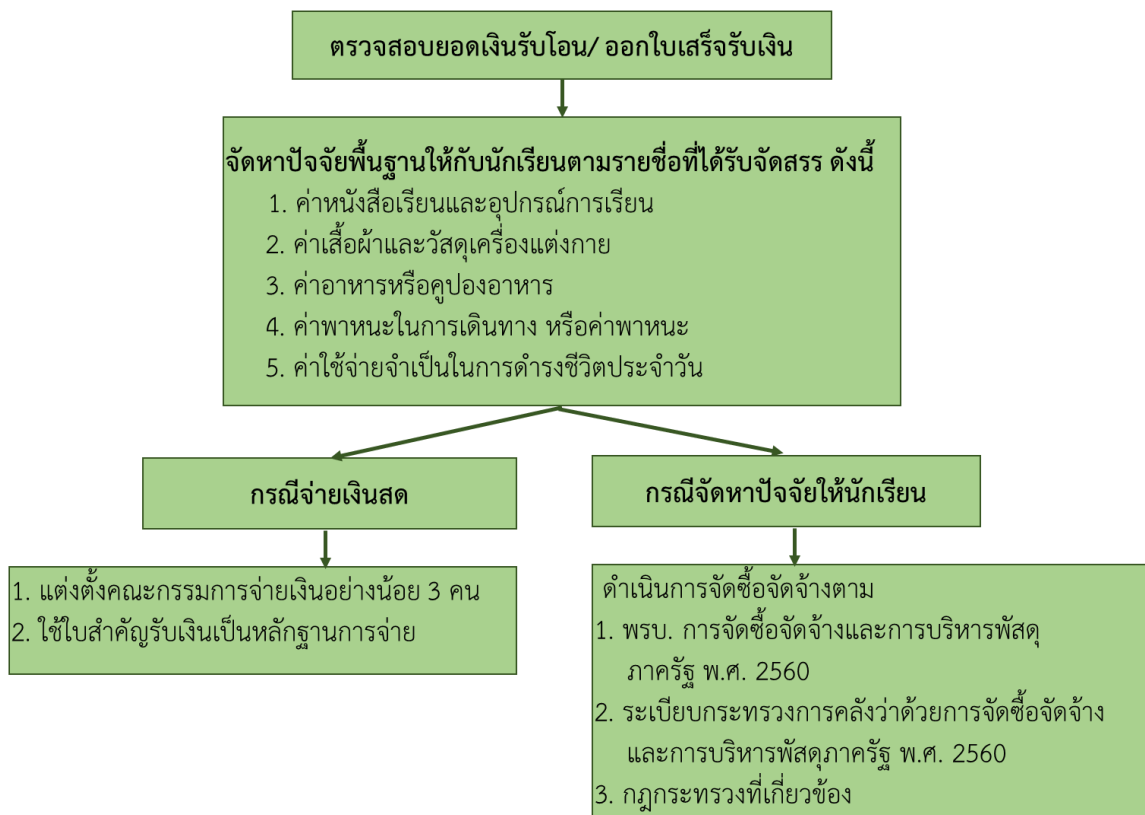 ตรวจสอบยอดเงินรับโอน/ ออกใบเสร็จรับเงิน
จัดหาปัจจัยพื้นฐานให้กับนักเรียนตามรายชื่อที่ได้รับจัดสรร ดังนี้
1. ค่าหนังสือเรียนและอุปกรณ์การเรียน
2. ค่าเสื้อผ้าและวัสดุเครื่องแต่งกาย
3. ค่าอาหารหรือคูปองอาหาร
4. ค่าพาหนะในการเดินทาง หรือค่าพาหนะ
5. ค่าใช้จ่ายจำเป็นในการดำรงชีวิตประจำวัน
กรณีจ่ายเงินสด
1. แต่งตั้งคณะกรรมการจ่ายเงินอย่างน้อย 3 คน
2. ใช้ใบสำคัญรับเงินเป็นหลักฐานการจ่าย
กรณีจัดหาปัจจัยให้นักเรียน
ดำเนินการจัดซื้อจัดจ้างตาม
1. พรบ. การจัดซื้อจัดจ้างและการบริหารพัสดุ
ภาครัฐ พ.ศ. 2560
2. ระเบียบกระทรวงการคลังว่าด้วยการจัดซื้อจัดจ้าง
และการบริหารพัสดุภาครัฐ พ.ศ. 2560
3. กฎกระทรวงที่เกี่ยวข้อง